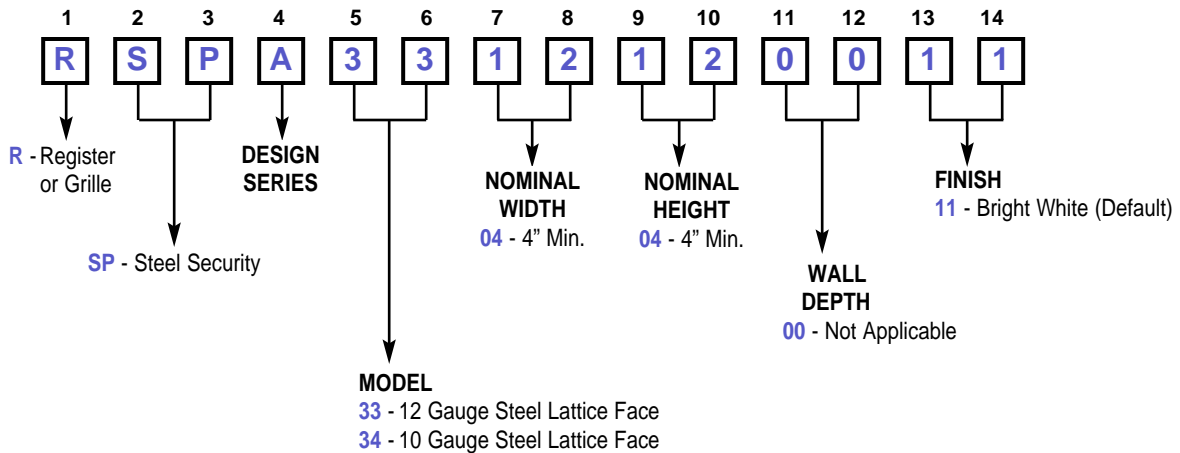 1 2 3 4 5 6 7 8 9 10 11 12 13 14
R S P A 3 3 1 2 1 2 0 0 1 1
R - Register
or Grille
DESIGN
SERIES
NOMINAL
WIDTH
04 - 4” Min.
NOMINAL
HEIGHT
04 - 4” Min.
FINISH
11 - Bright White (Default)
SP - Steel Security
WALL
DEPTH
00 - Not Applicable
MODEL
33 - 12 Gauge Steel Lattice Face
34 - 10 Gauge Steel Lattice Face